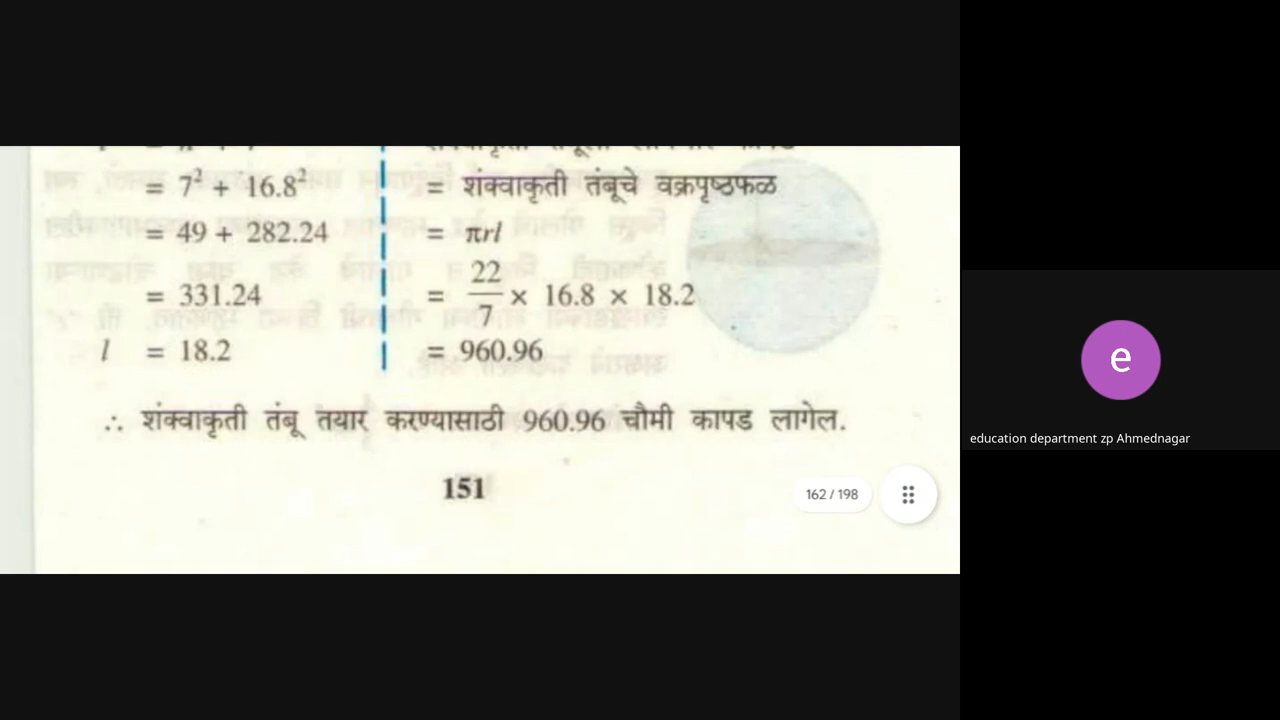 = 7² + 16.8²
= 49 + 282.24
= 331.24
l = 18.2
= शंक्वाकृती तंबूचे वक्रपृष्ठफळ
= πrl
= 22/7 × 16.8 × 18.2
= 960.96
∴ शंक्वाकृती तंबू तयार करण्यासाठी 960.96 चौमी कापड लागेल.
151
162 / 198
e
education department zp Ahmednagar